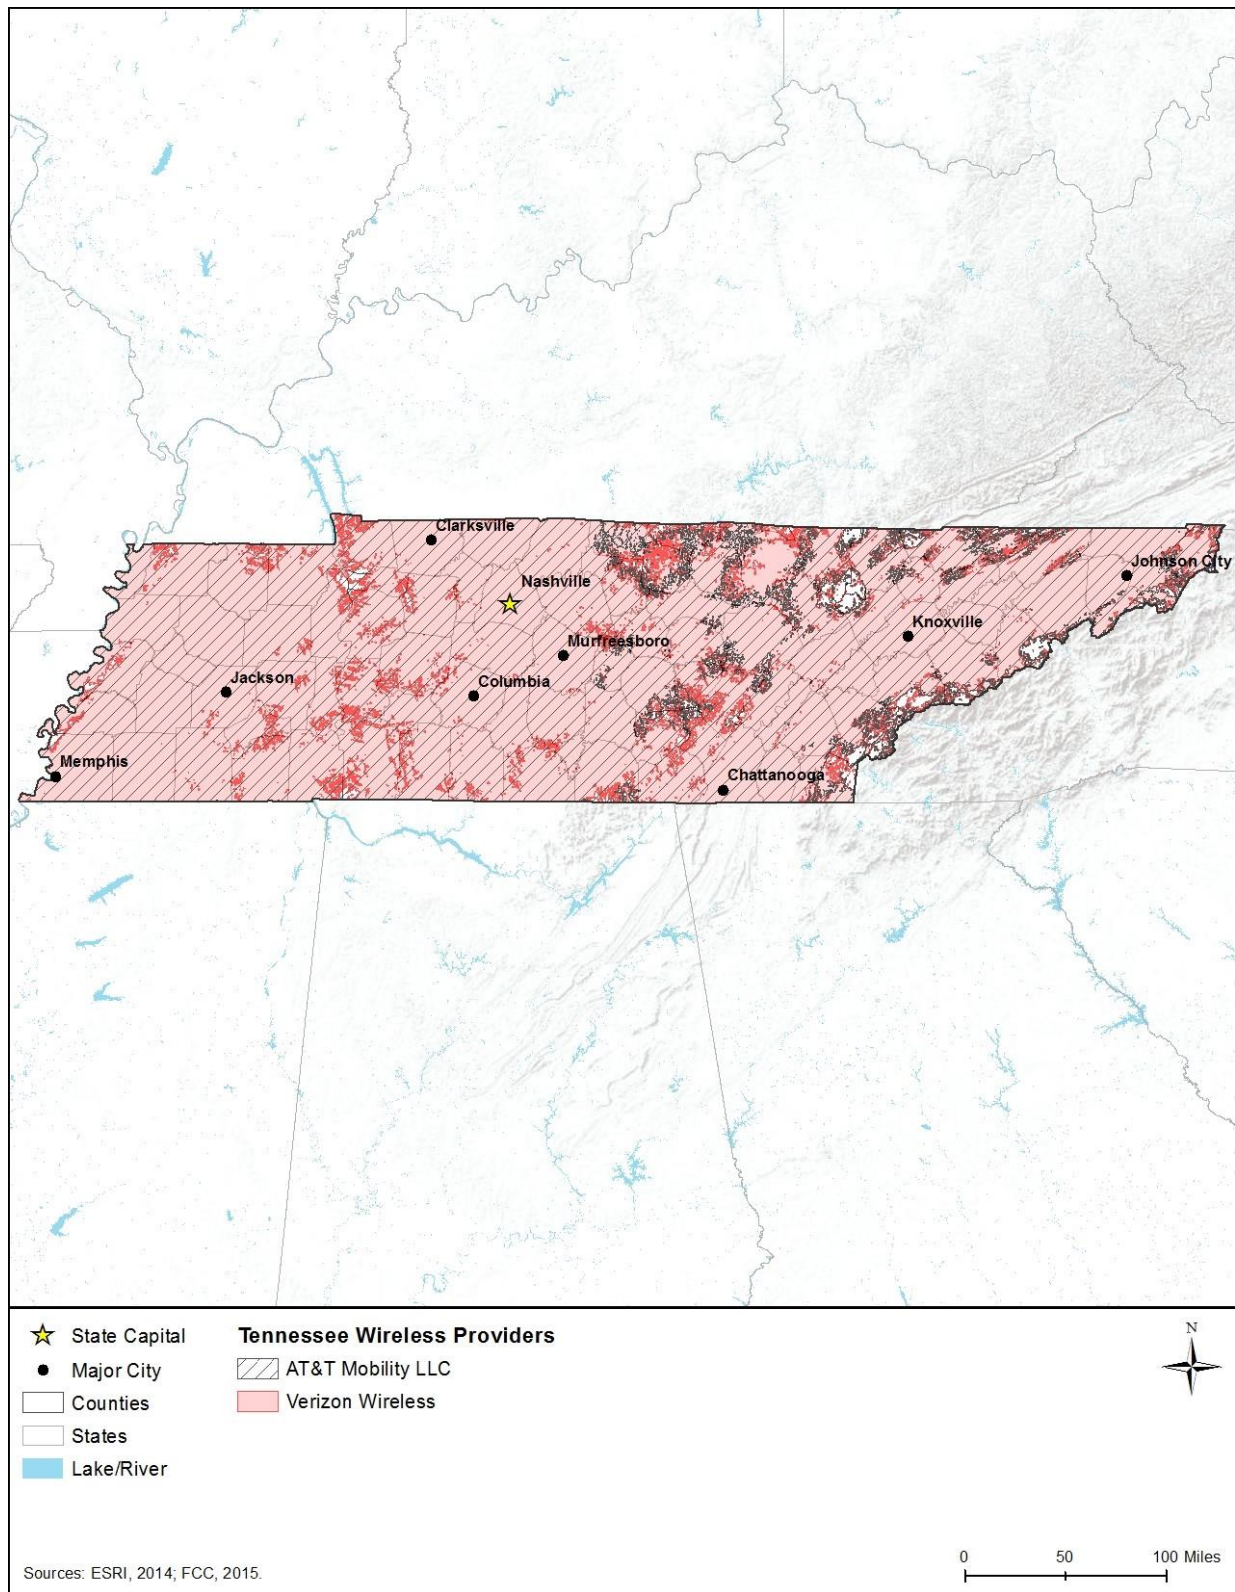 Clarksville
Nashville
Johnson City
Knoxville
Murfreesboro
Jackson
Columbia
Memphis
Chattanooga
State Capital
Major City
Counties
States
Lake/River
Tennessee Wireless Providers
AT&T Mobility LLC
Verizon Wireless
N
Sources: ESRI, 2014; FCC, 2015.
0 50 100 Miles